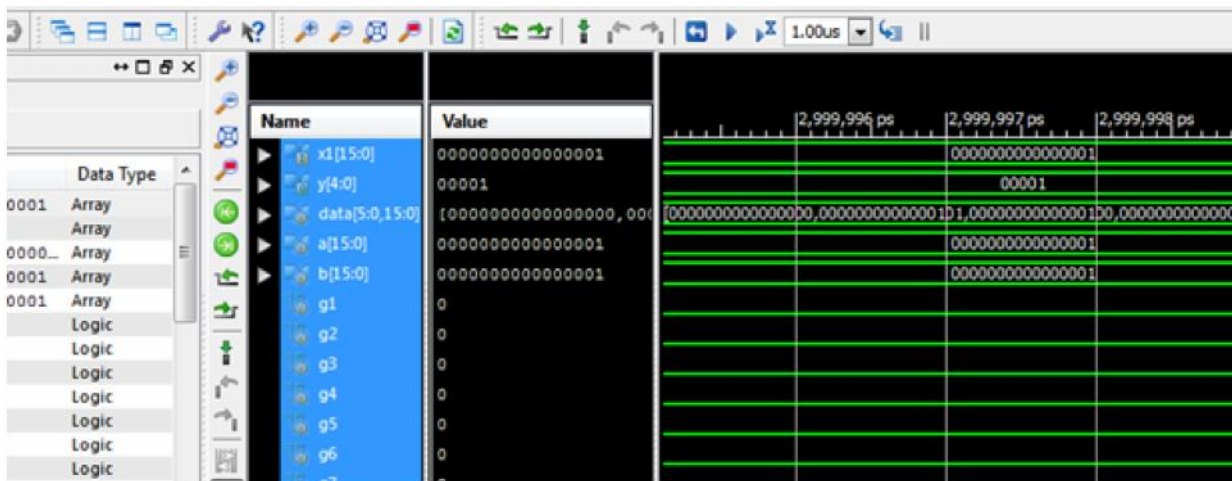 1.00us
Name Value 2,999,996 ps 2,999,997 ps 2,999,998 ps
x1[15:0] 0000000000000001 0000000000000001
Data Type
y[4:0] 00001 00001
0001 Array
data[5:0,15:0] [0000000000000000,000 [0000000000000000,0000000000000101,0000000000000100,0000000000000
Array
a[15:0] 0000000000000001 0000000000000001
0000... Array
b[15:0] 0000000000000001 0000000000000001
0001 Array
0001 Array
g1 0
Logic
g2 0
Logic
g3 0
Logic
g4 0
Logic
g5 0
Logic
g6 0
Logic
Logic